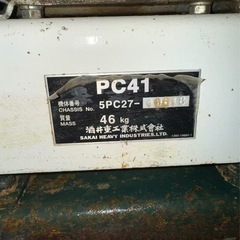 PC41
機体番号
CHASSIS No. 5PC27-
質量
MASS 46 kg
酒井重工業株式會社
SAKAI HEAVY INDUSTRIES,LTD.